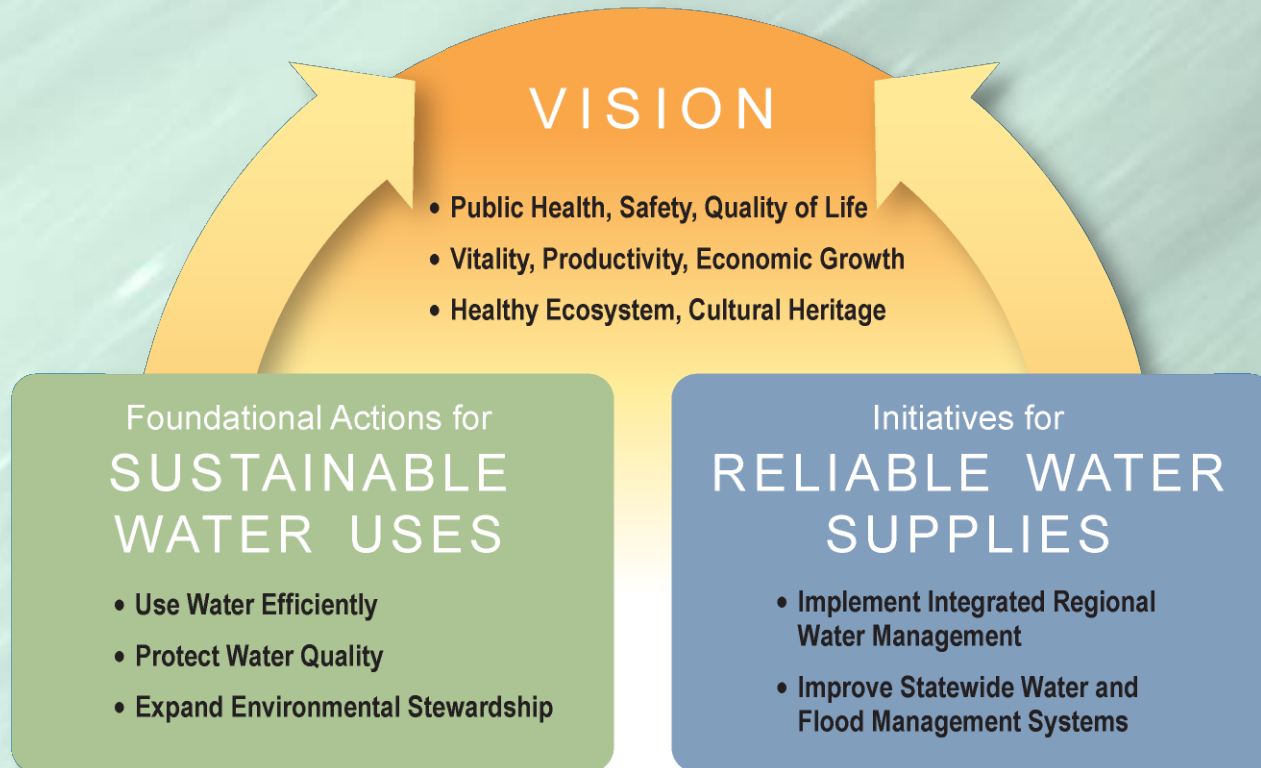 VISION
• Public Health, Safety, Quality of Life
• Vitality, Productivity, Economic Growth
• Healthy Ecosystem, Cultural Heritage
Foundational Actions for
SUSTAINABLE
WATER USES
• Use Water Efficiently
• Protect Water Quality
• Expand Environmental Stewardship
Initiatives for
RELIABLE WATER
SUPPLIES
• Implement Integrated Regional
Water Management
• Improve Statewide Water and
Flood Management Systems